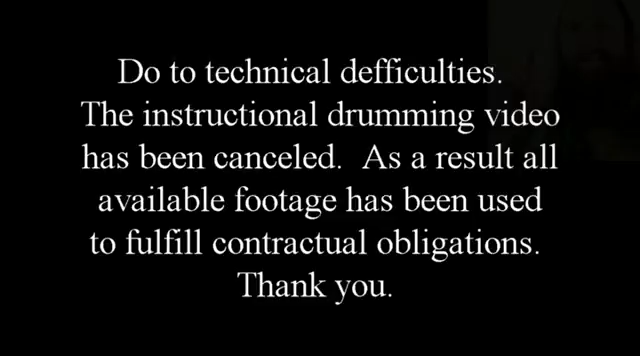 Do to technical defficulties.
The instructional drumming video
has been canceled. As a result all
available footage has been used
to fulfill contractual obligations.
Thank you.